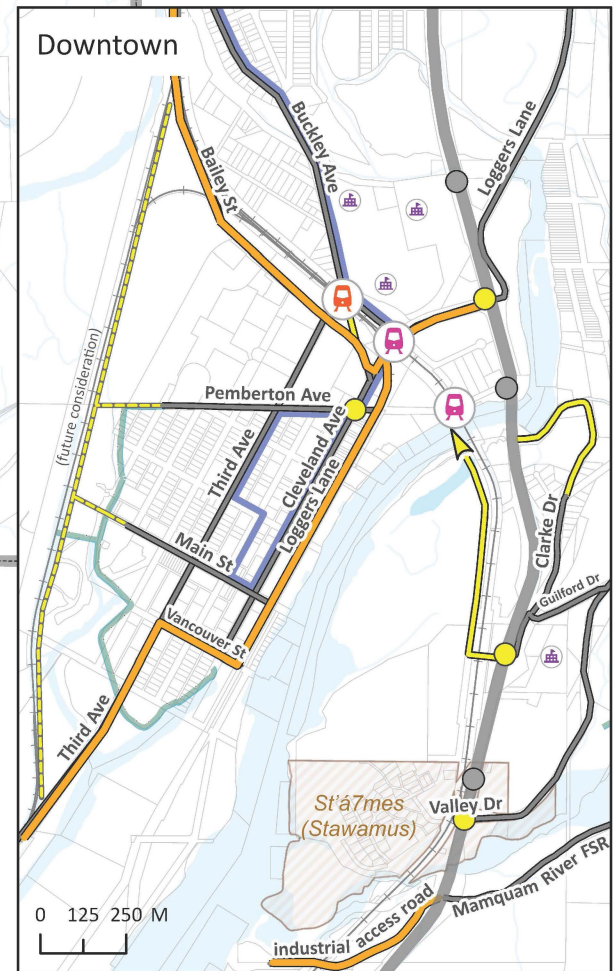 Downtown
Buckley Ave
Loggers Lane
Bailey St
(future consideration)
Pemberton Ave
Third Ave
Cleveland Ave
Loggers Lane
Clarke Dr
Main St
Guilford Dr
Vancouver St
Third Ave
St'á7mes
(Stawamus)
Valley Dr
Mamquam River FSR
industrial access road
0 125 250 M